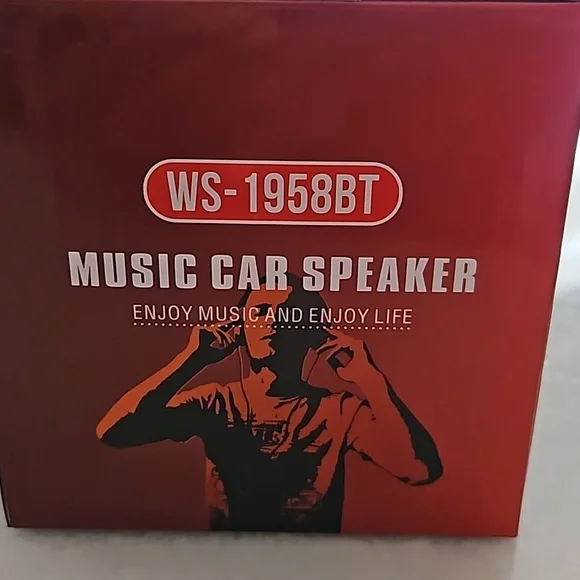 WS-1958BT
MUSIC CAR SPEAKER
ENJOY MUSIC AND ENJOY LIFE